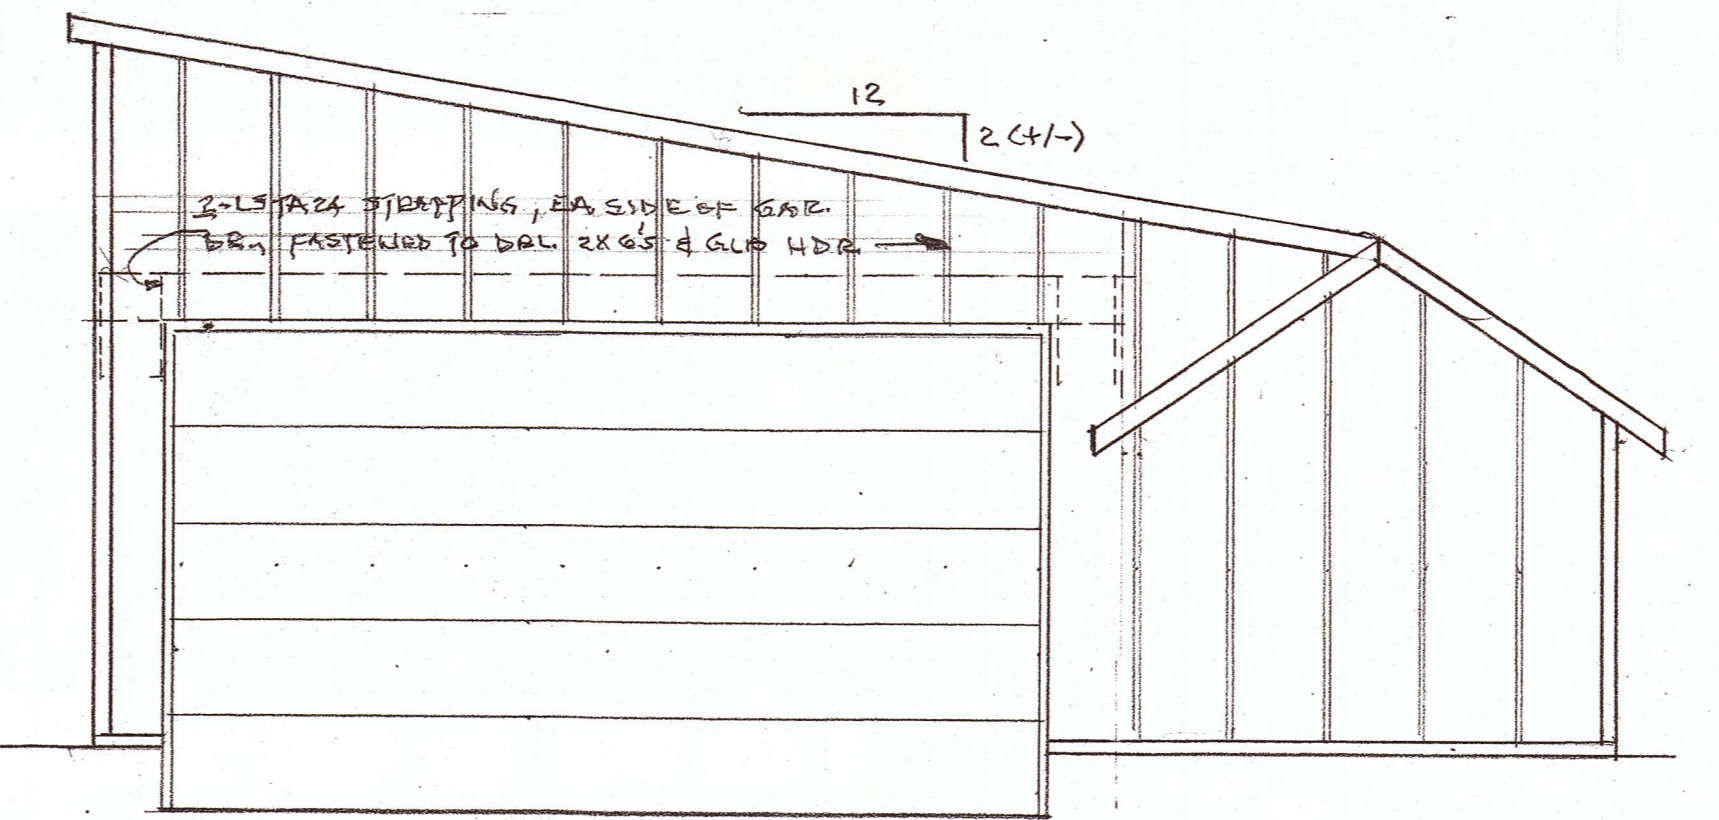 12
2 (+/-)
2-LSTA24 STRAPPING, EA. SIDE OF GAR.
DR., FASTENED TO DBL. 2X6'S & GLB HDR